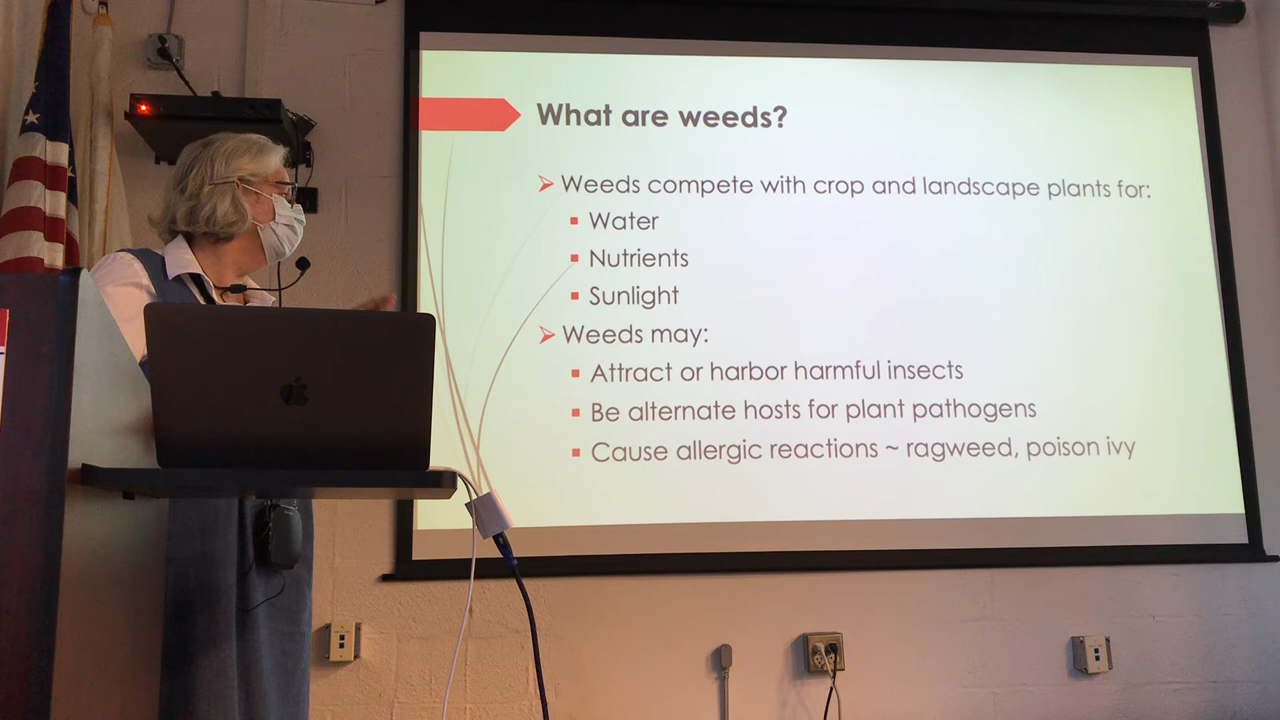 What are weeds?
Weeds compete with crop and landscape plants for:
Water
Nutrients
Sunlight
Weeds may:
Attract or harbor harmful insects
Be alternate hosts for plant pathogens
Cause allergic reactions ~ ragweed, poison ivy